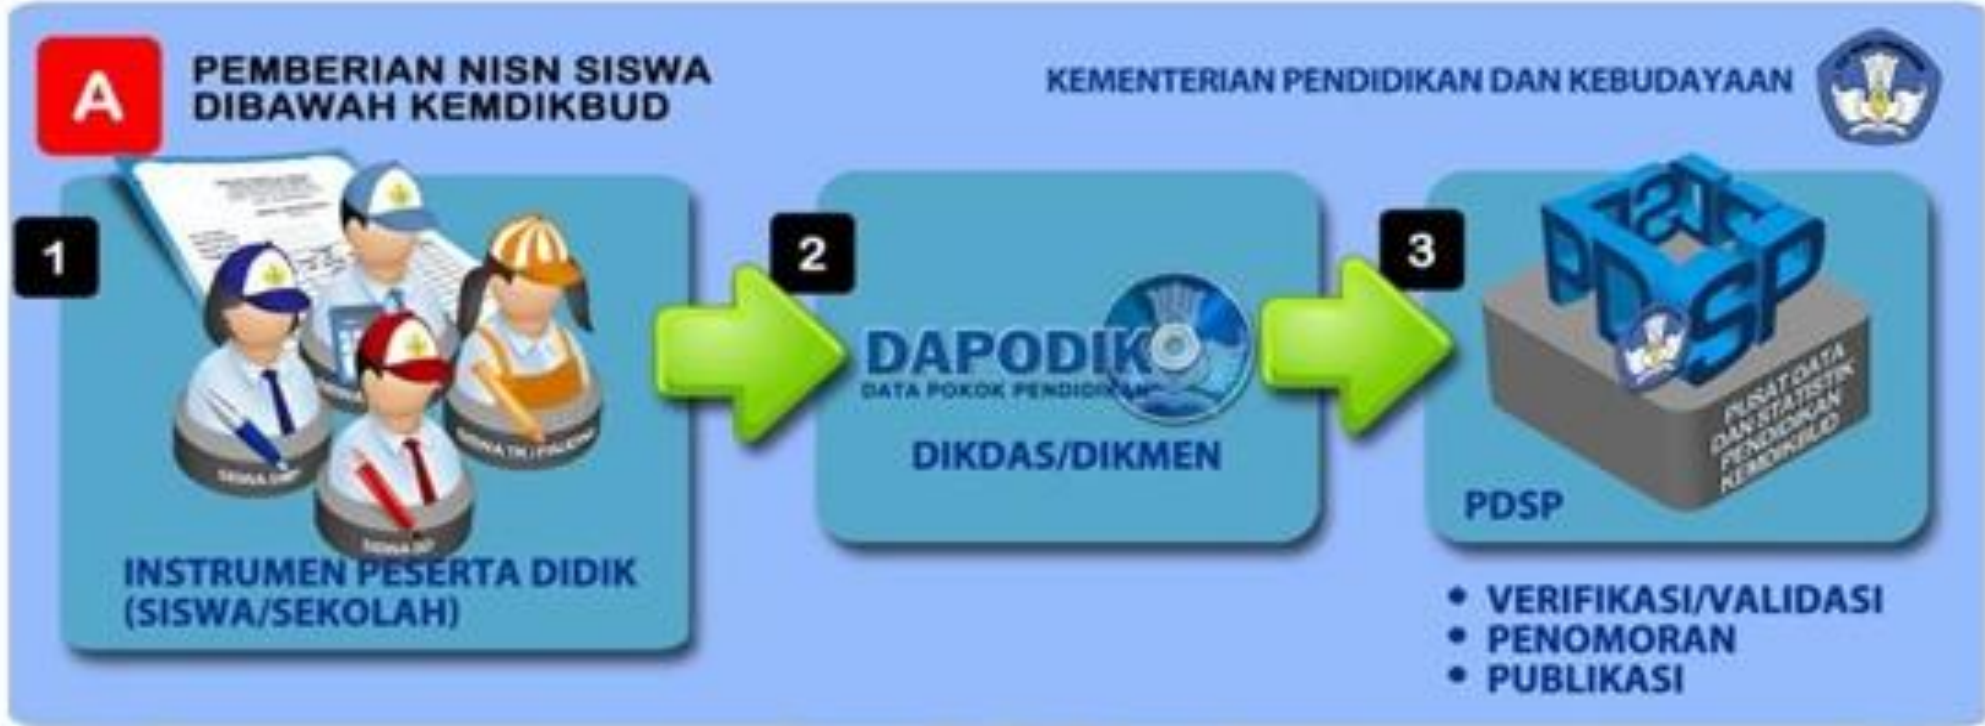 A
PEMBERIAN NISN SISWA
DIBAWAH KEMDIKBUD
KEMENTERIAN PENDIDIKAN DAN KEBUDAYAAN
1
INSTRUMEN PESERTA DIDIK
(SISWA/SEKOLAH)
2
DAPODIK
DATA POKOK PENDIDIKAN
DIKDAS/DIKMEN
3
PDSP
PUSAT DATA
DAN STATISTIK
PENDIDIKAN
KEMDIKBUD
PDSP
• VERIFIKASI/VALIDASI
• PENOMORAN
• PUBLIKASI